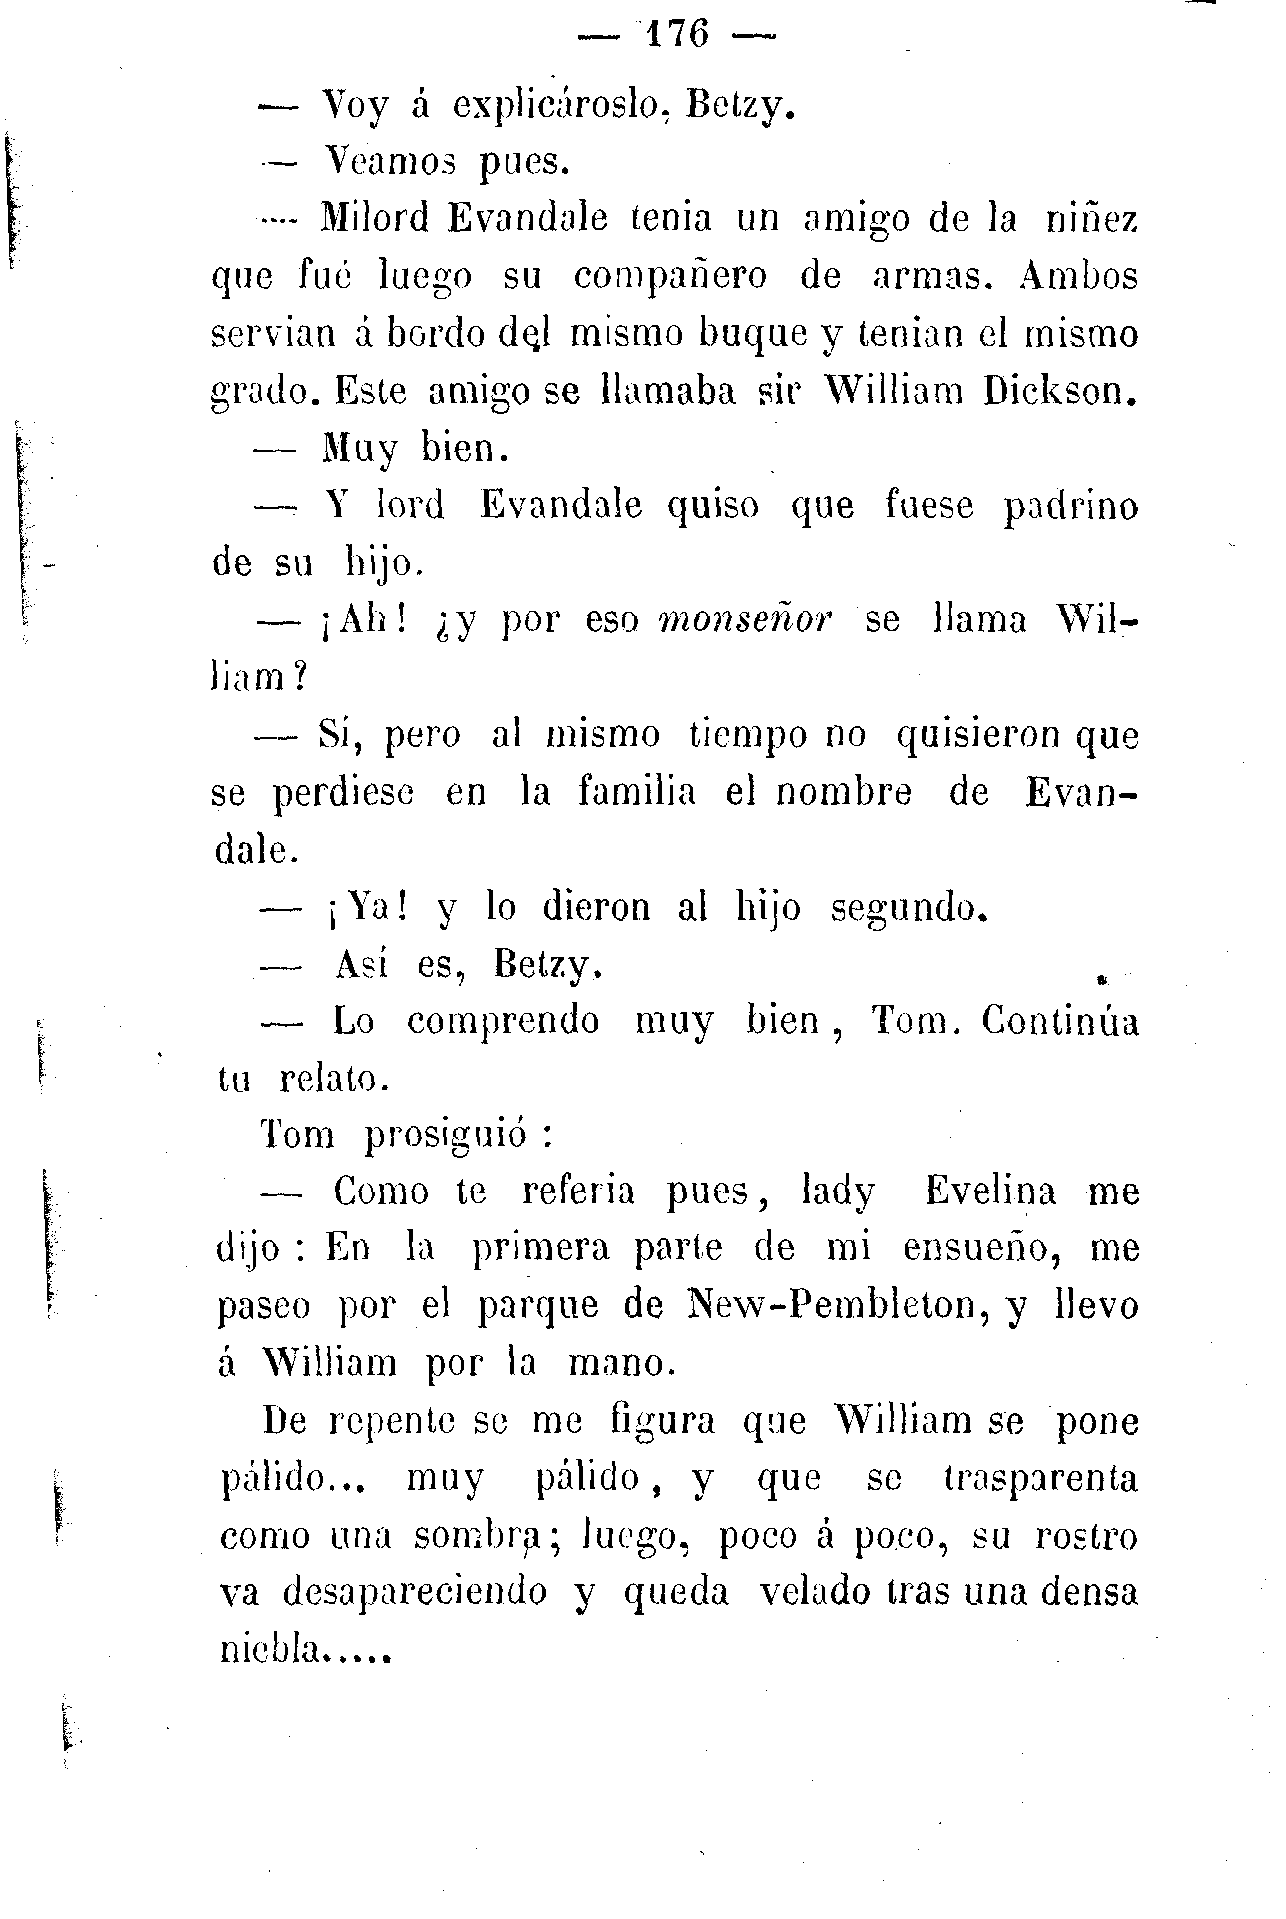 — 176 —
— Voy á explicároslo, Betzy.
— Veamos pues.
— Milord Evandale tenia un amigo de la niñez
que fué luego su compañero de armas. Ambos
servian á bordo del mismo buque y tenian el mismo
grado. Este amigo se llamaba sir William Dickson.
— Muy bien.
— Y lord Evandale quiso que fuese padrino
de su hijo.
— ¡Ah! ¿y por eso monseñor se llama Wil-
liam?
— Sí, pero al mismo tiempo no quisieron que
se perdiese en la familia el nombre de Evan-
dale.
— ¡Ya! y lo dieron al hijo segundo.
— Así es, Betzy.
— Lo comprendo muy bien, Tom. Continúa
tu relato.
Tom prosiguió :
— Como te referia pues, lady Evelina me
dijo : En la primera parte de mi ensueño, me
paseo por el parque de New-Pembleton, y llevo
á William por la mano.
De repente se me figura que William se pone
pálido... muy pálido, y que se trasparenta
como una sombra; luego, poco á poco, su rostro
va desapareciendo y queda velado tras una densa
niebla.....